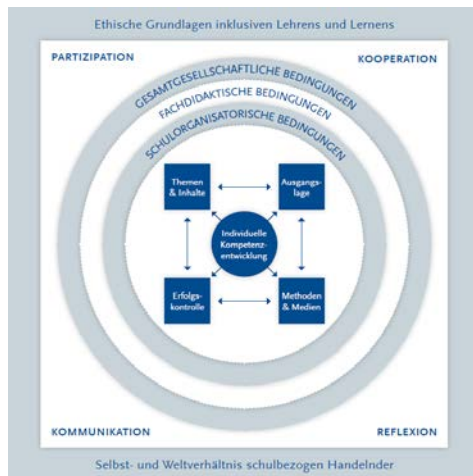 Ethische Grundlagen inklusiven Lehrens und Lernens
PARTIZIPATION
KOOPERATION
GESAMTGESELLSCHAFTLICHE BEDINGUNGEN
FACHDIDAKTISCHE BEDINGUNGEN
SCHULORGANISATORISCHE BEDINGUNGEN
Themen
& Inhalte
Ausgangs-
lage
Individuelle
Kompetenz-
entwicklung
Erfolgs-
kontrolle
Methoden
& Medien
KOMMUNIKATION
REFLEXION
Selbst- und Weltverhältnis schulbezogen Handelnder